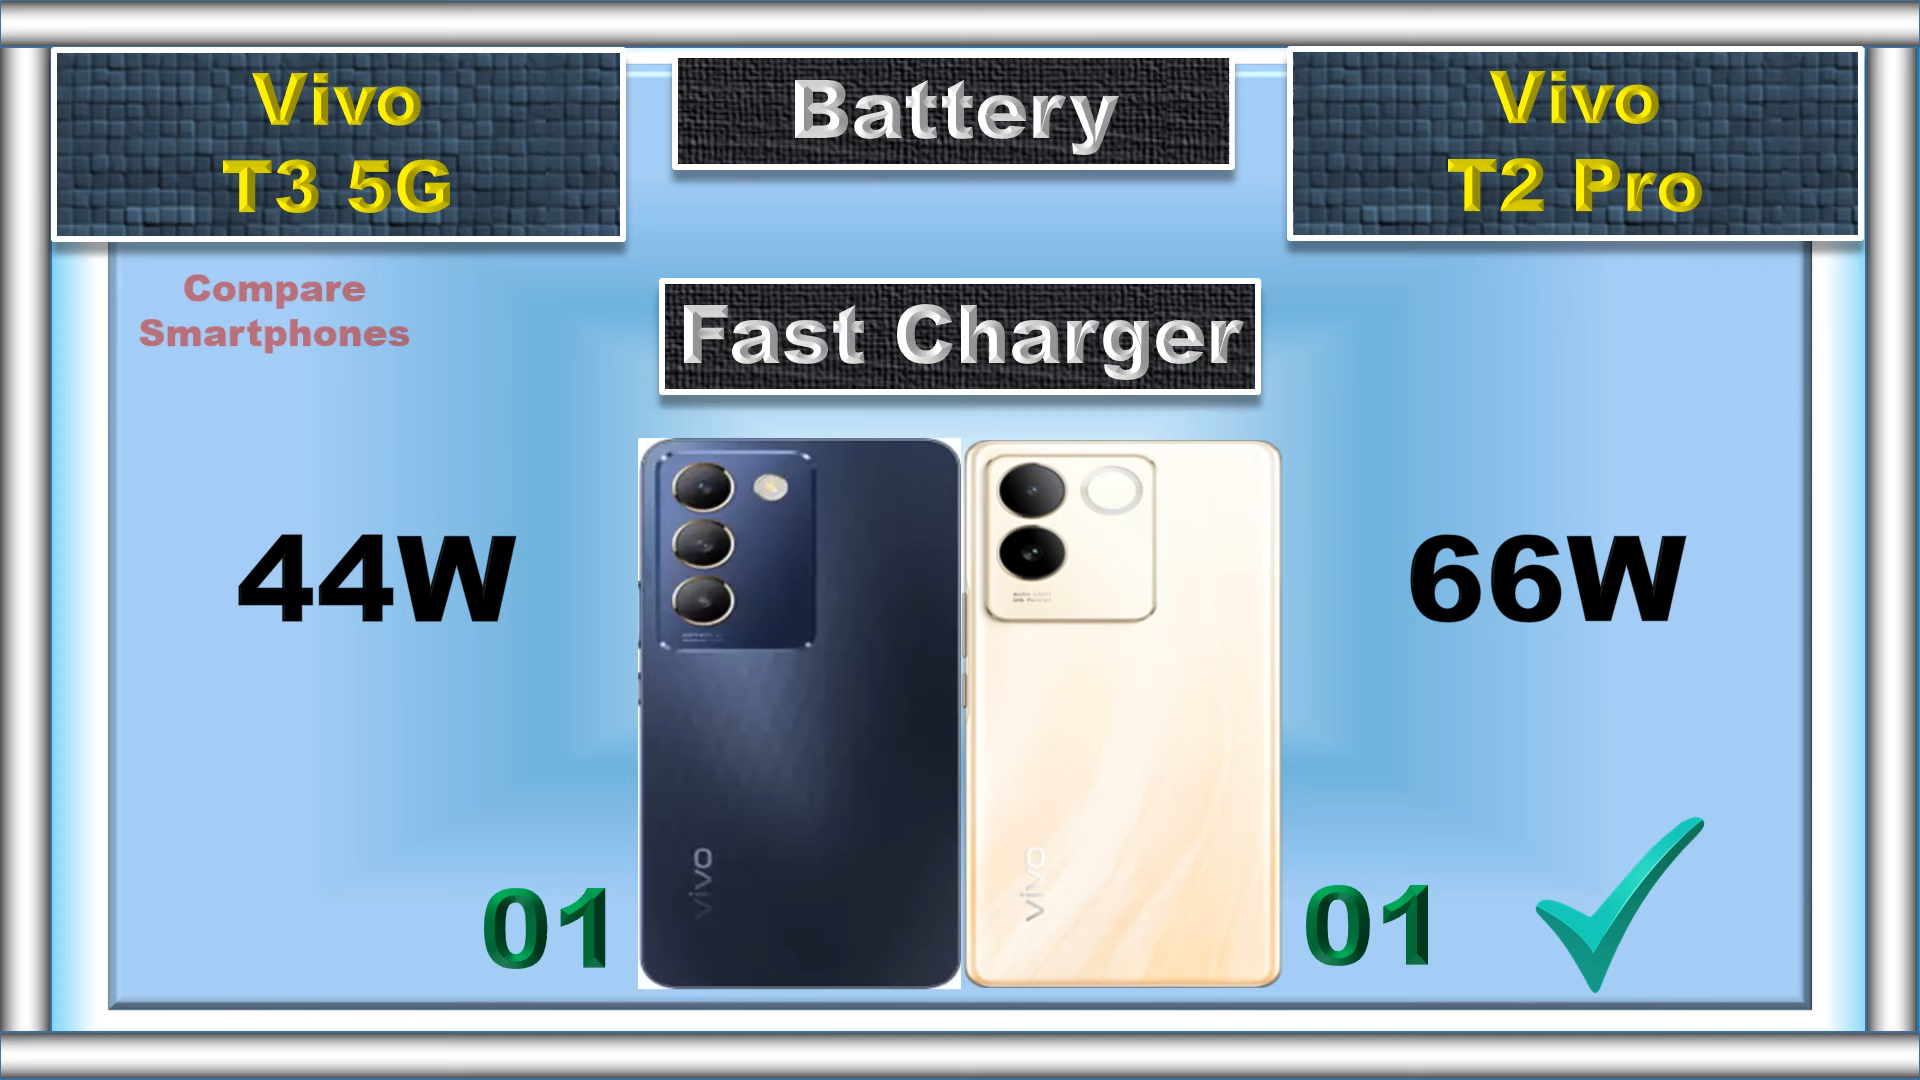 Vivo
T3 5G
Battery
Vivo
T2 Pro
Compare
Smartphones
Fast Charger
44W
66W
vivo
vivo
01
01